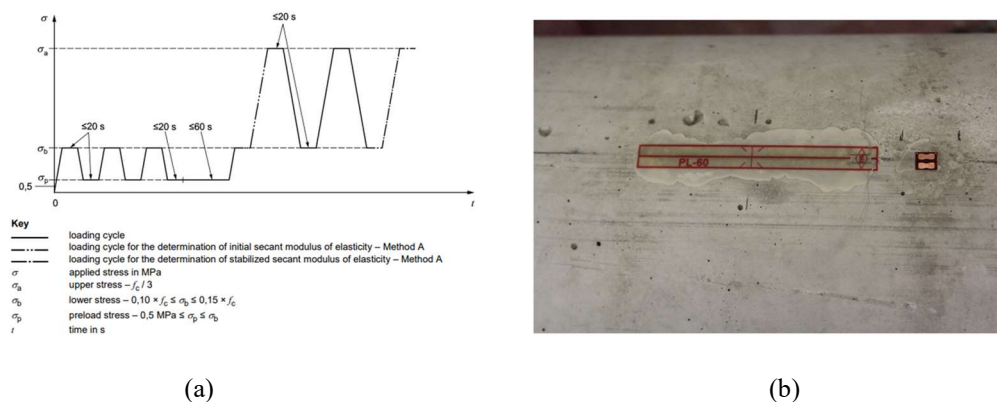 σ
≤20 s
σa
≤20 s
≤20 s
≤60 s
σb
σp
0,5
0
t
Key
loading cycle
loading cycle for the determination of initial secant modulus of elasticity – Method A
loading cycle for the determination of stabilized secant modulus of elasticity – Method A
σ applied stress in MPa
σa upper stress – fc / 3
σb lower stress – 0,10 × fc ≤ σb ≤ 0,15 × fc
σp preload stress – 0,5 MPa ≤ σp ≤ σb
t time in s
PL-60
(a)
(b)